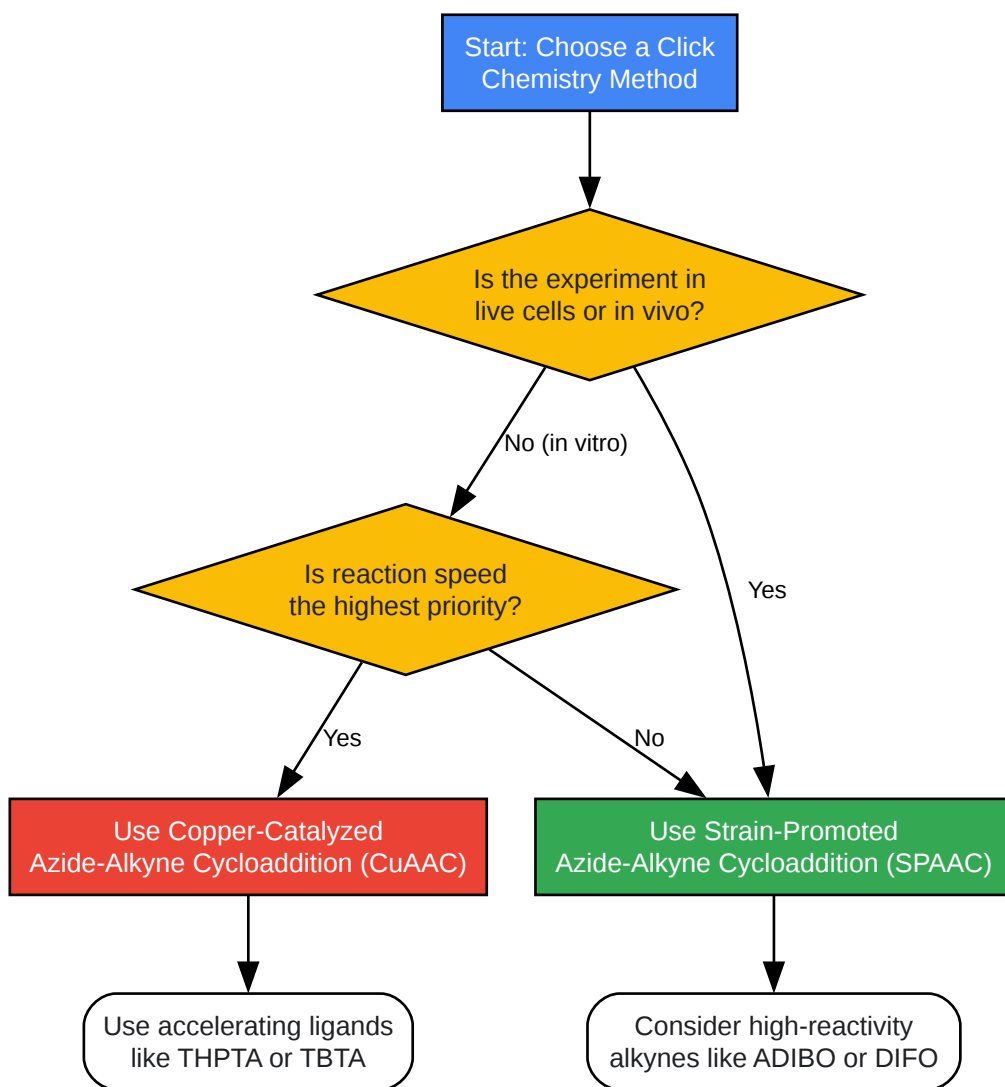 Start: Choose a Click
Chemistry Method
Is the experiment in
live cells or in vivo?
No (in vitro)
Is reaction speed
the highest priority?
Yes
Yes
No
Use Copper-Catalyzed
Azide-Alkyne Cycloaddition (CuAAC)
Use Strain-Promoted
Azide-Alkyne Cycloaddition (SPAAC)
Use accelerating ligands
like THPTA or TBTA
Consider high-reactivity
alkynes like ADIBO or DIFO